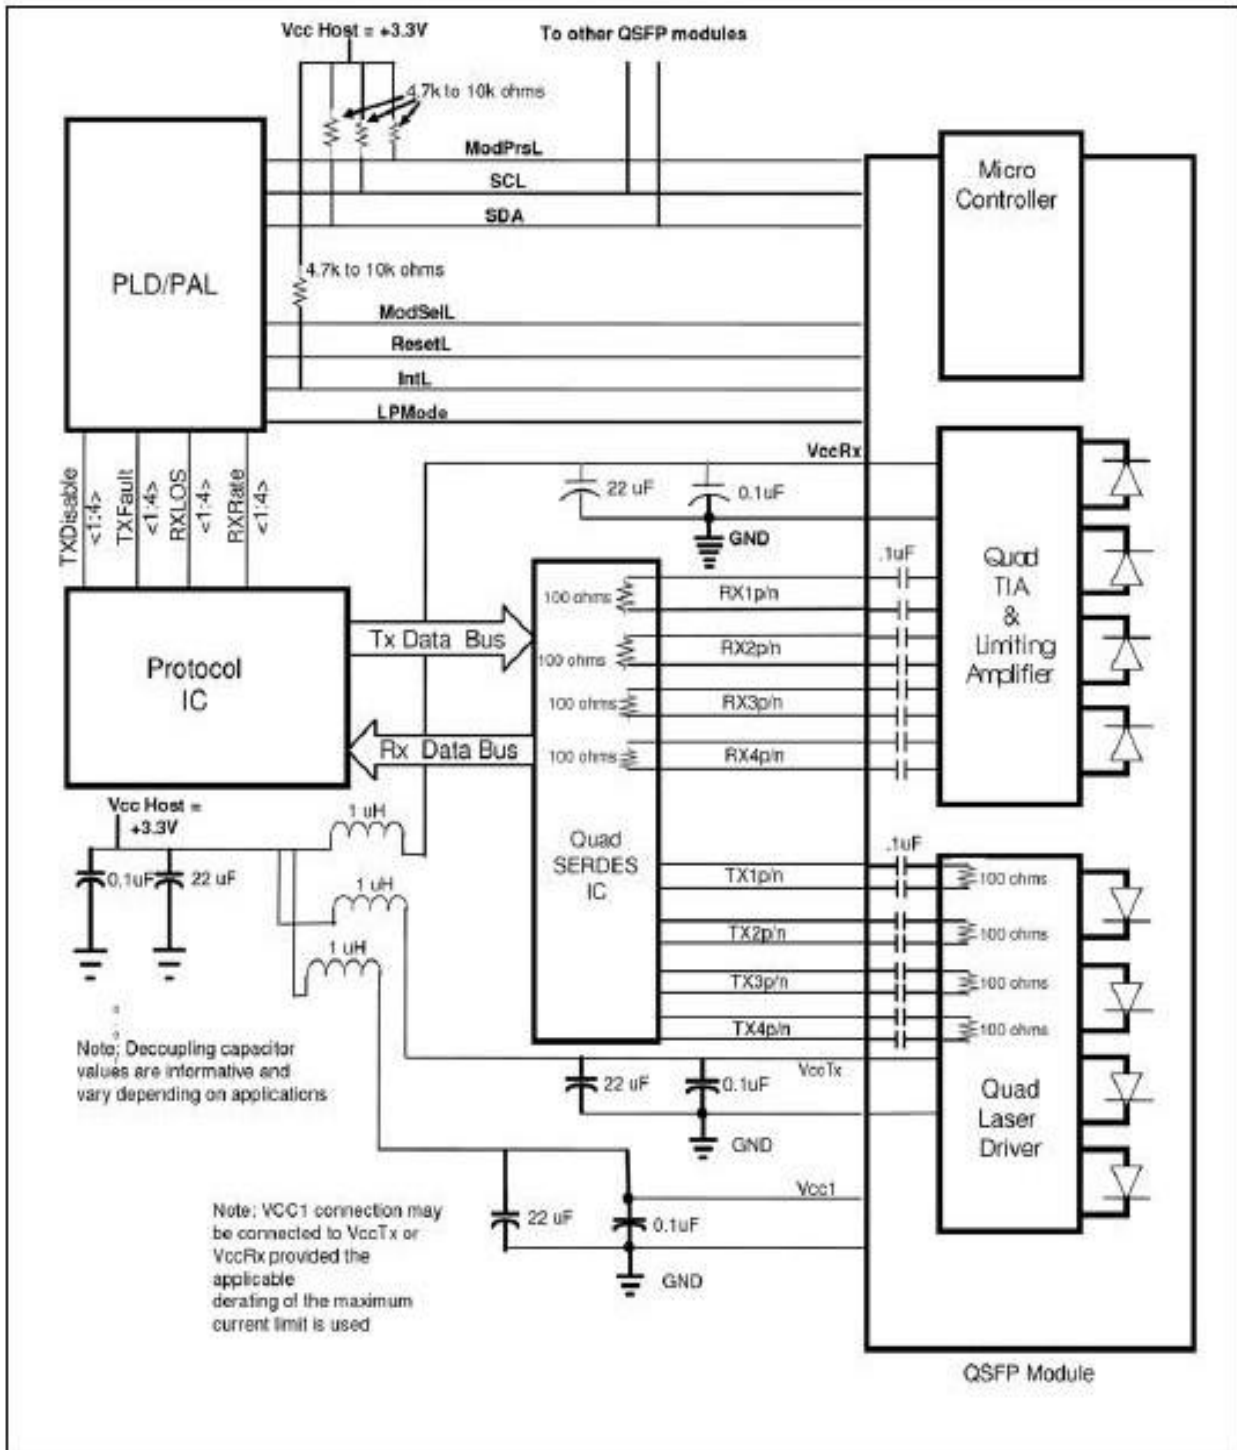 Vcc Host = +3.3V
To other QSFP modules
4.7k to 10k ohms
ModPrsL
SCL
SDA
Micro
Controller
PLD/PAL
4.7k to 10k ohms
ModSelL
ResetL
IntL
LPMode
TXDisable
<1:4>
TXFault
<1:4>
RXLOS
<1:4>
RXRate
<1:4>
VccRx
22 uF
0.1uF
GND
.1uF
Quad
TIA
&
Limiting
Amplifier
100 ohms
RX1p/n
100 ohms
RX2p/n
100 ohms
RX3p/n
100 ohms
RX4p/n
Protocol
IC
Tx Data Bus
Rx Data Bus
Vcc Host =
+3.3V
1 uH
0.1uF
22 uF
1 uH
1 uH
Quad
SERDES
IC
.1uF
TX1p/n
100 ohms
TX2p/n
100 ohms
TX3p/n
100 ohms
TX4p/n
100 ohms
Note: Decoupling capacitor
values are informative and
vary depending on applications
VccTx
22 uF
0.1uF
GND
Quad
Laser
Driver
Vcc1
22 uF
0.1uF
GND
Note: VCC1 connection may
be connected to VccTx or
VccRx provided the
applicable
derating of the maximum
current limit is used
QSFP Module